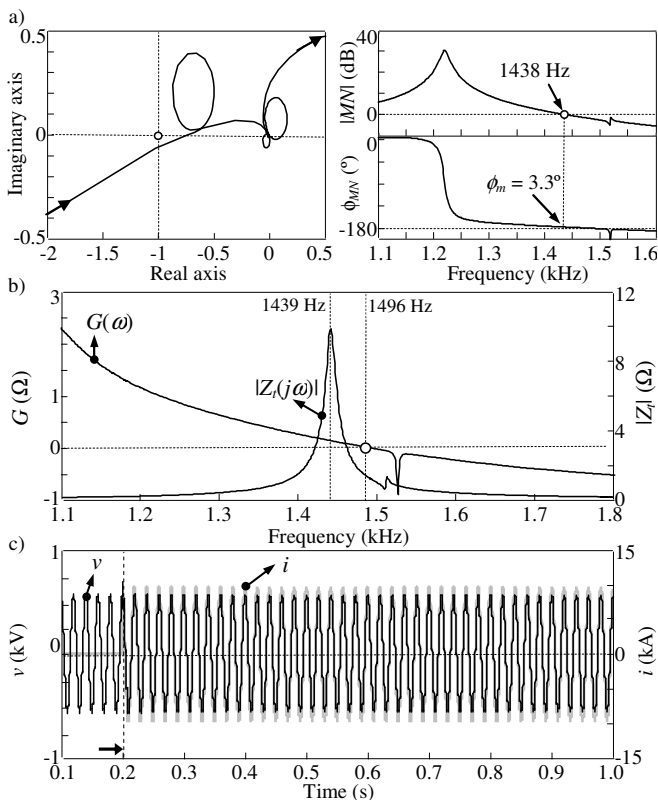 a)
0.5
0
-0.5
-2
-1.5
-1
-0.5
0
0.5
Imaginary axis
Real axis
40
20
0
|MN| (dB)
1438 Hz
0
-180
ϕMN (º)
ϕm = 3.3º
1.1
1.2
1.3
1.4
1.5
1.6
Frequency (kHz)
b)
3
2
1
0
-1
G (Ω)
G(ω)
1439 Hz
1496 Hz
|Zt(jω)|
12
9
6
3
0
|Zt| (Ω)
1.1
1.2
1.3
1.4
1.5
1.6
1.7
1.8
Frequency (kHz)
c)
1
0
-1
v (kV)
v
i
15
0
-15
i (kA)
0.1
0.2
0.3
0.4
0.5
0.6
0.7
0.8
0.9
1.0
Time (s)